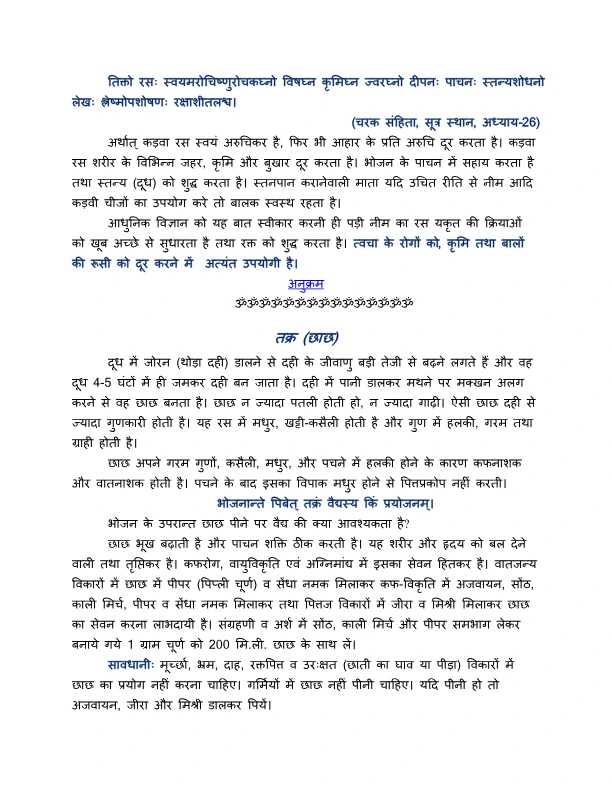 तिक्तो रसः स्वयमरोचिष्णुरोचकघ्नो विषघ्न कृमिघ्न ज्वरघ्नो दीपनः पाचनः स्तन्यशोधनो
लेखः श्लेष्मोपशोषणः रक्षाशीतलश्च।
(चरक संहिता, सूत्र स्थान, अध्याय-26)
अर्थात् कड़वा रस स्वयं अरुचिकर है, फिर भी आहार के प्रति अरुचि दूर करता है। कड़वा
रस शरीर के विभिन्न जहर, कृमि और बुखार दूर करता है। भोजन के पाचन में सहाय करता है
तथा स्तन्य (दूध) को शुद्ध करता है। स्तनपान करानेवाली माता यदि उचित रीति से नीम आदि
कड़वी चीजों का उपयोग करे तो बालक स्वस्थ रहता है।
आधुनिक विज्ञान को यह बात स्वीकार करनी ही पड़ी नीम का रस यकृत की क्रियाओं
को खूब अच्छे से सुधारता है तथा रक्त को शुद्ध करता है। त्वचा के रोगों को, कृमि तथा बालों
की रूसी को दूर करने में अत्यंत उपयोगी है।
अनुक्रम
ॐॐॐॐॐॐॐॐॐॐॐॐॐॐॐ
तक्र (छाछ)
दूध में जोरन (थोड़ा दही) डालने से दही के जीवाणु बड़ी तेजी से बढ़ने लगते हैं और वह
दूध 4-5 घंटों में ही जमकर दही बन जाता है। दही में पानी डालकर मथने पर मक्खन अलग
करने से वह छाछ बनता है। छाछ न ज्यादा पतली होती हो, न ज्यादा गाढ़ी। ऐसी छाछ दही से
ज्यादा गुणकारी होती है। यह रस में मधुर, खट्टी-कसैली होती है और गुण में हलकी, गरम तथा
ग्राही होती है।
छाछ अपने गरम गुणों, कसैली, मधुर, और पचने में हलकी होने के कारण कफनाशक
और वातनाशक होती है। पचने के बाद इसका विपाक मधुर होने से पित्तप्रकोप नहीं करती।
भोजनान्ते पिबेत् तक्रं वैद्यस्य किं प्रयोजनम्।
भोजन के उपरान्त छाछ पीने पर वैद्य की क्या आवश्यकता है?
छाछ भूख बढ़ाती है और पाचन शक्ति ठीक करती है। यह शरीर और हृदय को बल देने
वाली तथा तृप्तिकर है। कफरोग, वायुविकृति एवं अग्निमांद्य में इसका सेवन हितकर है। वातजन्य
विकारों में छाछ में पीपर (पिप्ली चूर्ण) व सेंधा नमक मिलाकर कफ-विकृति में अजवायन, सोंठ,
काली मिर्च, पीपर व सेंधा नमक मिलाकर तथा पित्तज विकारों में जीरा व मिश्री मिलाकर छाछ
का सेवन करना लाभदायी है। संग्रहणी व अर्श में सोंठ, काली मिर्च और पीपर समभाग लेकर
बनाये गये 1 ग्राम चूर्ण को 200 मि.ली. छाछ के साथ लें।
सावधानीः मूर्च्छा, भ्रम, दाह, रक्तपित्त व उरःक्षत (छाती का घाव या पीड़ा) विकारों में
छाछ का प्रयोग नहीं करना चाहिए। गर्मियों में छाछ नहीं पीनी चाहिए। यदि पीनी हो तो
अजवायन, जीरा और मिश्री डालकर पियें।